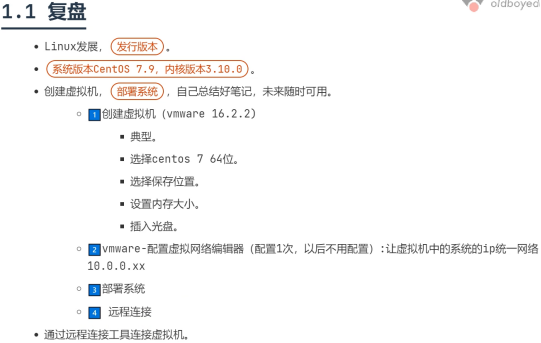 1.1 复盘
oldboyed
Linux发展, 发行版本 。
系统版本CentOS 7.9, 内核版本3.10.0 。
创建虚拟机, 部署系统 , 自己总结好笔记, 未来随时可用。
1 创建虚拟机 (vmware 16.2.2)
典型。
选择centos 7 64位。
选择保存位置。
设置内存大小。
插入光盘。
2 vmware-配置虚拟网络编辑器 (配置1次, 以后不用配置) :让虚拟机中的系统的ip统一网络
10.0.0.xx
3 部署系统
4 远程连接
通过远程连接工具连接虚拟机。